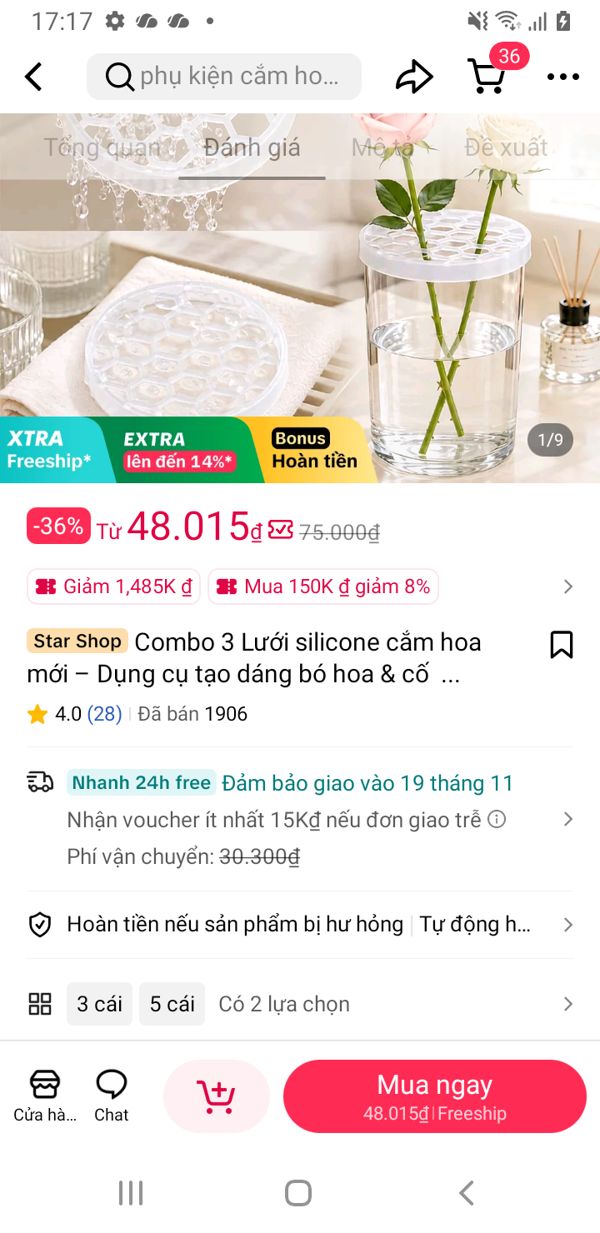 17:17
phụ kiện cắm ho...
36
Tổng quan Đánh giá Mô tả Đề xuất
XTRA
Freeship*
EXTRA
lên đến 14%*
Bonus
Hoàn tiền
1/9
-36% Từ 48.015₫ 75.000₫
Giảm 1,485K ₫ Mua 150K ₫ giảm 8%
Star Shop Combo 3 Lưới silicone cắm hoa
mới – Dụng cụ tạo dáng bó hoa & cố ...
4.0 (28) Đã bán 1906
Nhanh 24h free Đảm bảo giao vào 19 tháng 11
Nhận voucher ít nhất 15K₫ nếu đơn giao trễ
Phí vận chuyển: 30.300₫
Hoàn tiền nếu sản phẩm bị hư hỏng Tự động h...
3 cái 5 cái Có 2 lựa chọn
Cửa hà...
Chat
Mua ngay
48.015₫ Freeship